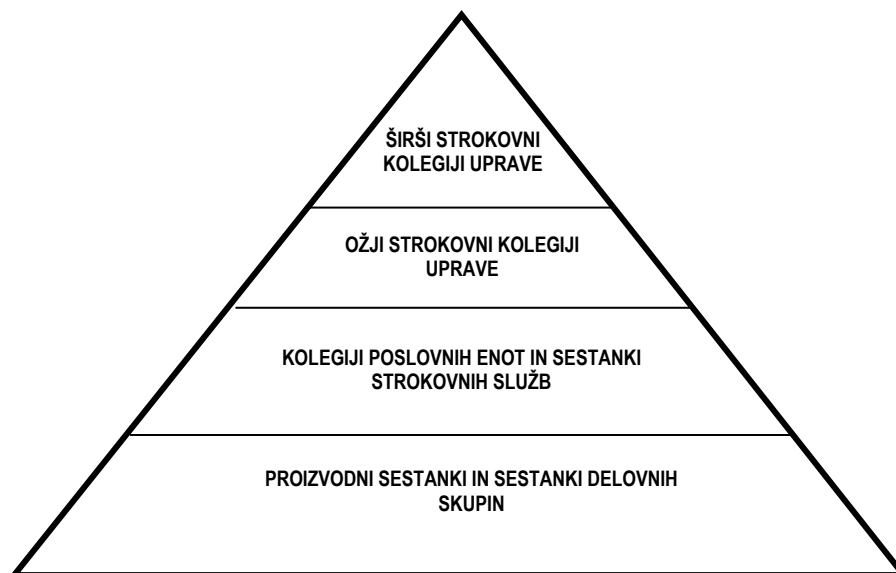 ŠIRŠI STROKOVNI
KOLEGIJI UPRAVE
OŽJI STROKOVNI KOLEGIJI
UPRAVE
KOLEGIJI POSLOVNIH ENOT IN SESTANKI
STROKOVNIH SLUŽB
PROIZVODNI SESTANKI IN SESTANKI DELOVNIH
SKUPIN